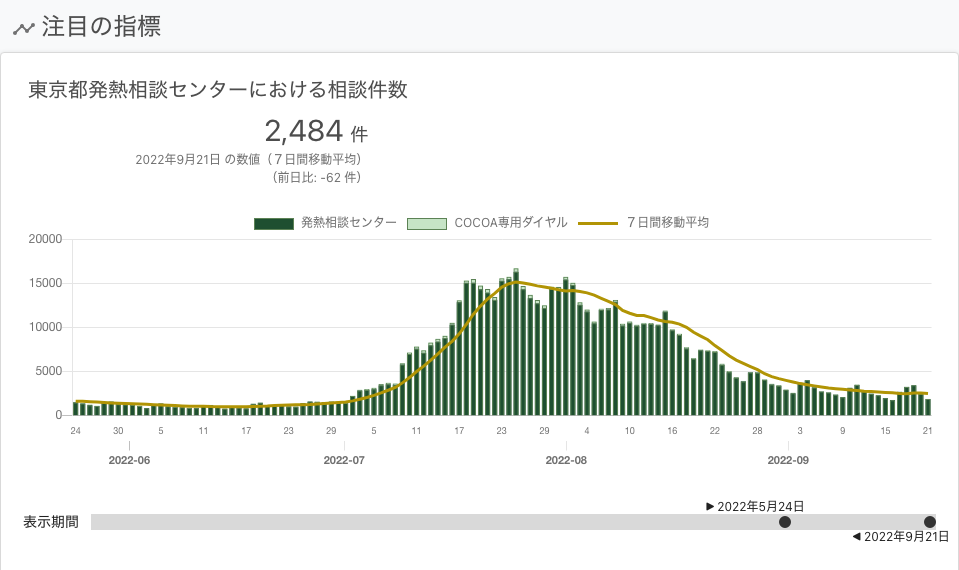 注目の指標
東京都発熱相談センターにおける相談件数
2,484 件
2022年9月21日 の数値（７日間移動平均）
（前日比: -62 件）
発熱相談センター COCOA専用ダイヤル ７日間移動平均
20000
15000
10000
5000
0
24 30 5 11 17 23 29 5 11 17 23 29 4 10 16 22 28 3 9 15 21
2022-06 2022-07 2022-08 2022-09
▶ 2022年5月24日
表示期間
◀ 2022年9月21日